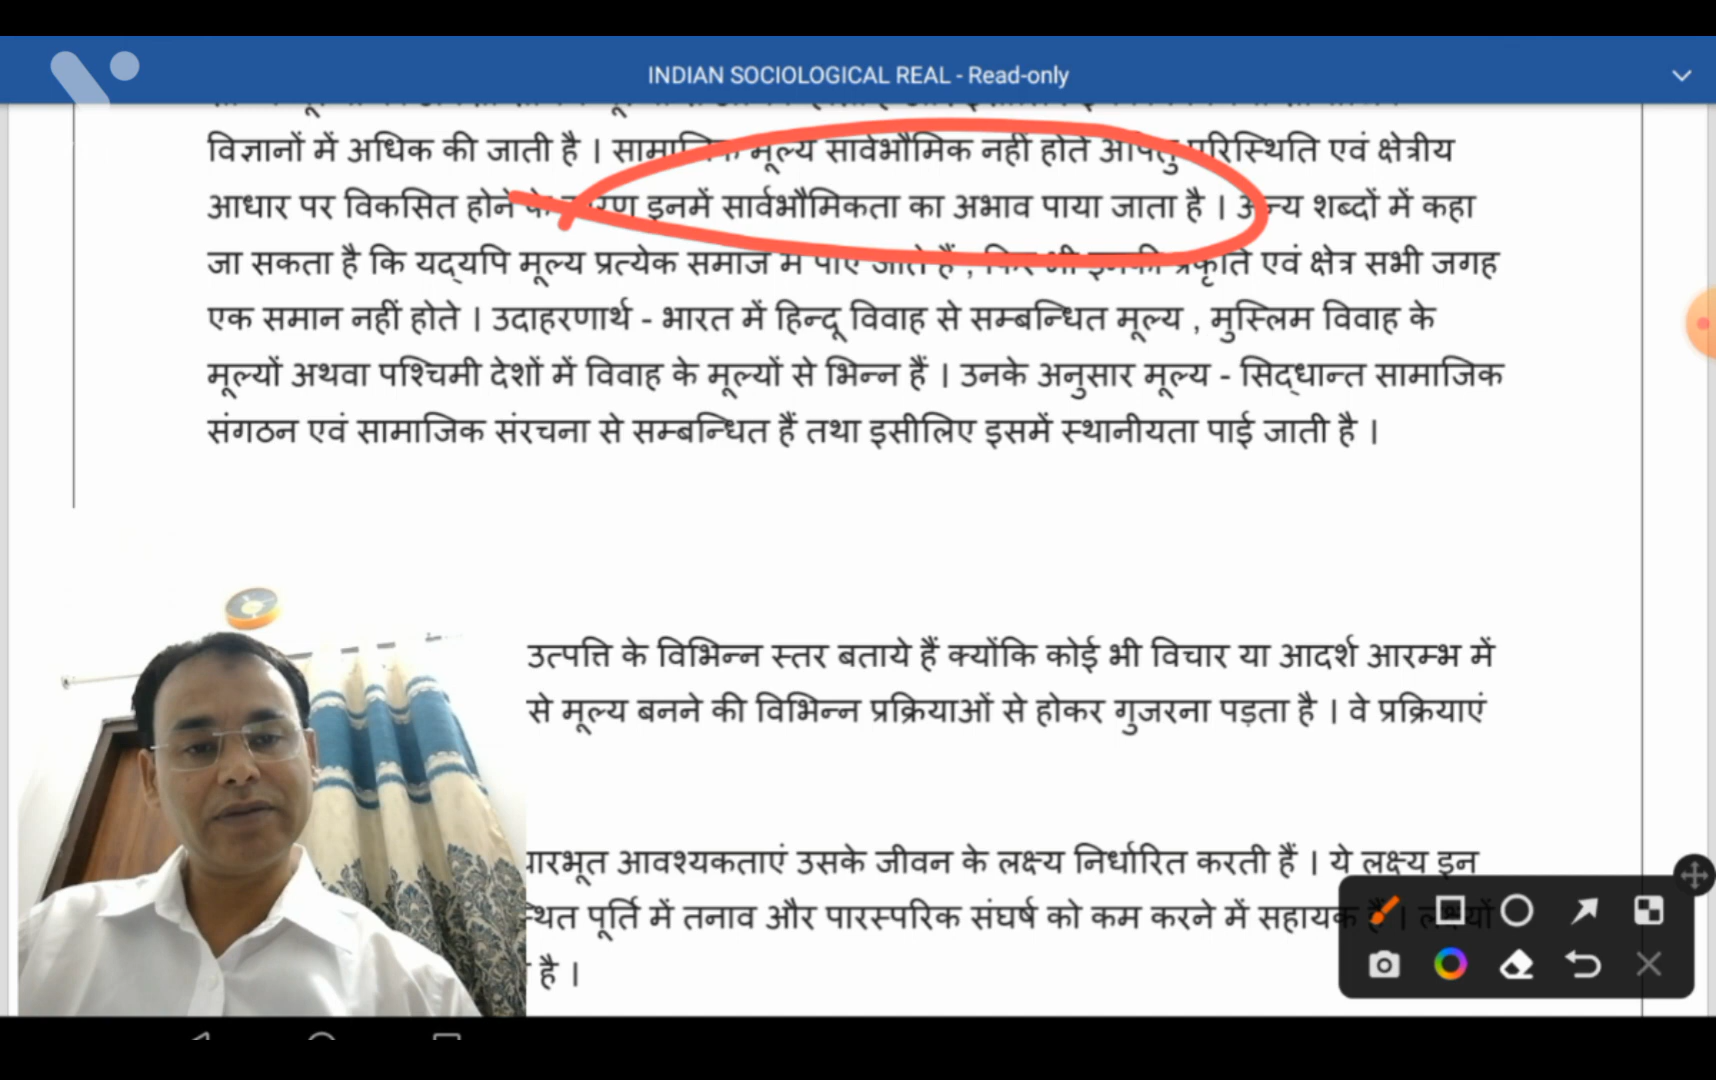 INDIAN SOCIOLOGICAL REAL - Read-only
विज्ञानों में अधिक की जाती है । सामाजिक मूल्य सार्वभौमिक नहीं होते अपितु परिस्थिति एवं क्षेत्रीय
आधार पर विकसित होने के कारण इनमें सार्वभौमिकता का अभाव पाया जाता है । अन्य शब्दों में कहा
जा सकता है कि यद्यपि मूल्य प्रत्येक समाज में पाए जाते हैं , फिर भी इनकी प्रकृति एवं क्षेत्र सभी जगह
एक समान नहीं होते । उदाहरणार्थ - भारत में हिन्दू विवाह से सम्बन्धित मूल्य , मुस्लिम विवाह के
मूल्यों अथवा पश्चिमी देशों में विवाह के मूल्यों से भिन्न हैं । उनके अनुसार मूल्य - सिद्धान्त सामाजिक
संगठन एवं सामाजिक संरचना से सम्बन्धित हैं तथा इसीलिए इसमें स्थानीयता पाई जाती है ।
उत्पत्ति के विभिन्न स्तर बताये हैं क्योंकि कोई भी विचार या आदर्श आरम्भ में
से मूल्य बनने की विभिन्न प्रक्रियाओं से होकर गुजरना पड़ता है । वे प्रक्रियाएं
आवश्यकताएं उसके जीवन के लक्ष्य निर्धारित करती हैं । ये लक्ष्य इन
पूर्ति में तनाव और पारस्परिक संघर्ष को कम करने में सहायक हैं । लक्ष्यों
है ।